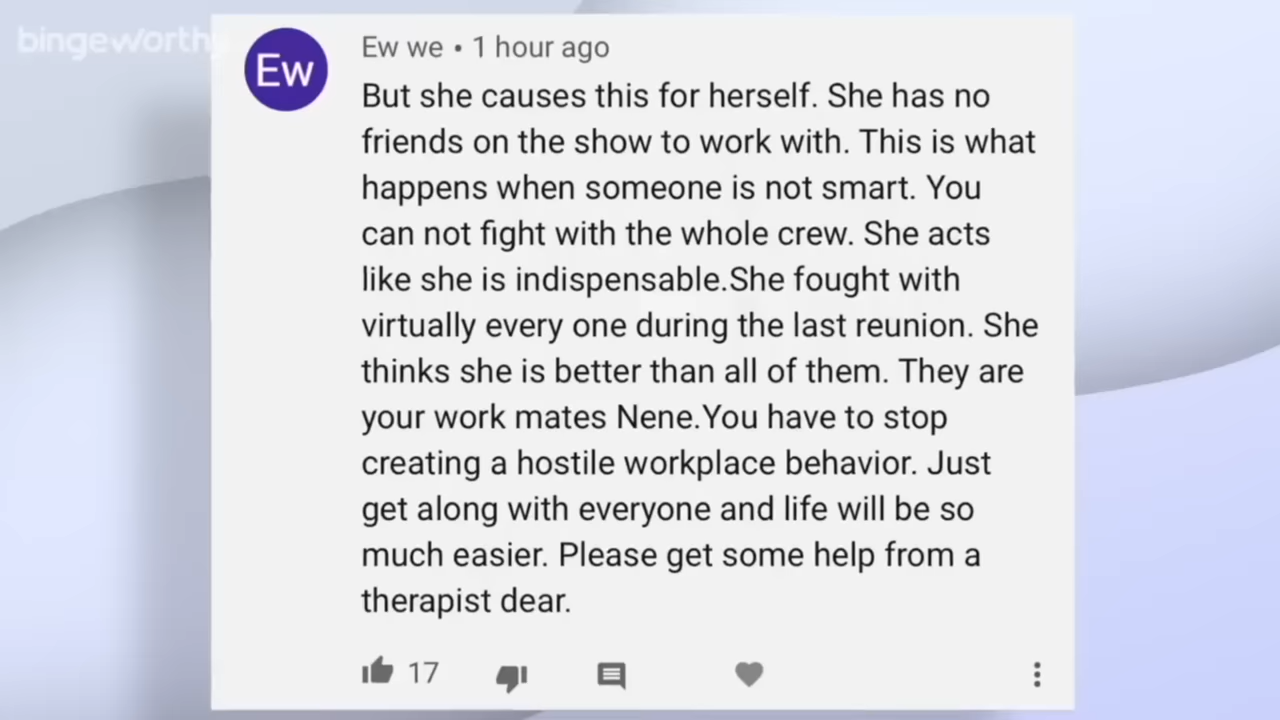 bingeworthy
Ew
Ew we • 1 hour ago
But she causes this for herself. She has no
friends on the show to work with. This is what
happens when someone is not smart. You
can not fight with the whole crew. She acts
like she is indispensable.She fought with
virtually every one during the last reunion. She
thinks she is better than all of them. They are
your work mates Nene.You have to stop
creating a hostile workplace behavior. Just
get along with everyone and life will be so
much easier. Please get some help from a
therapist dear.
17